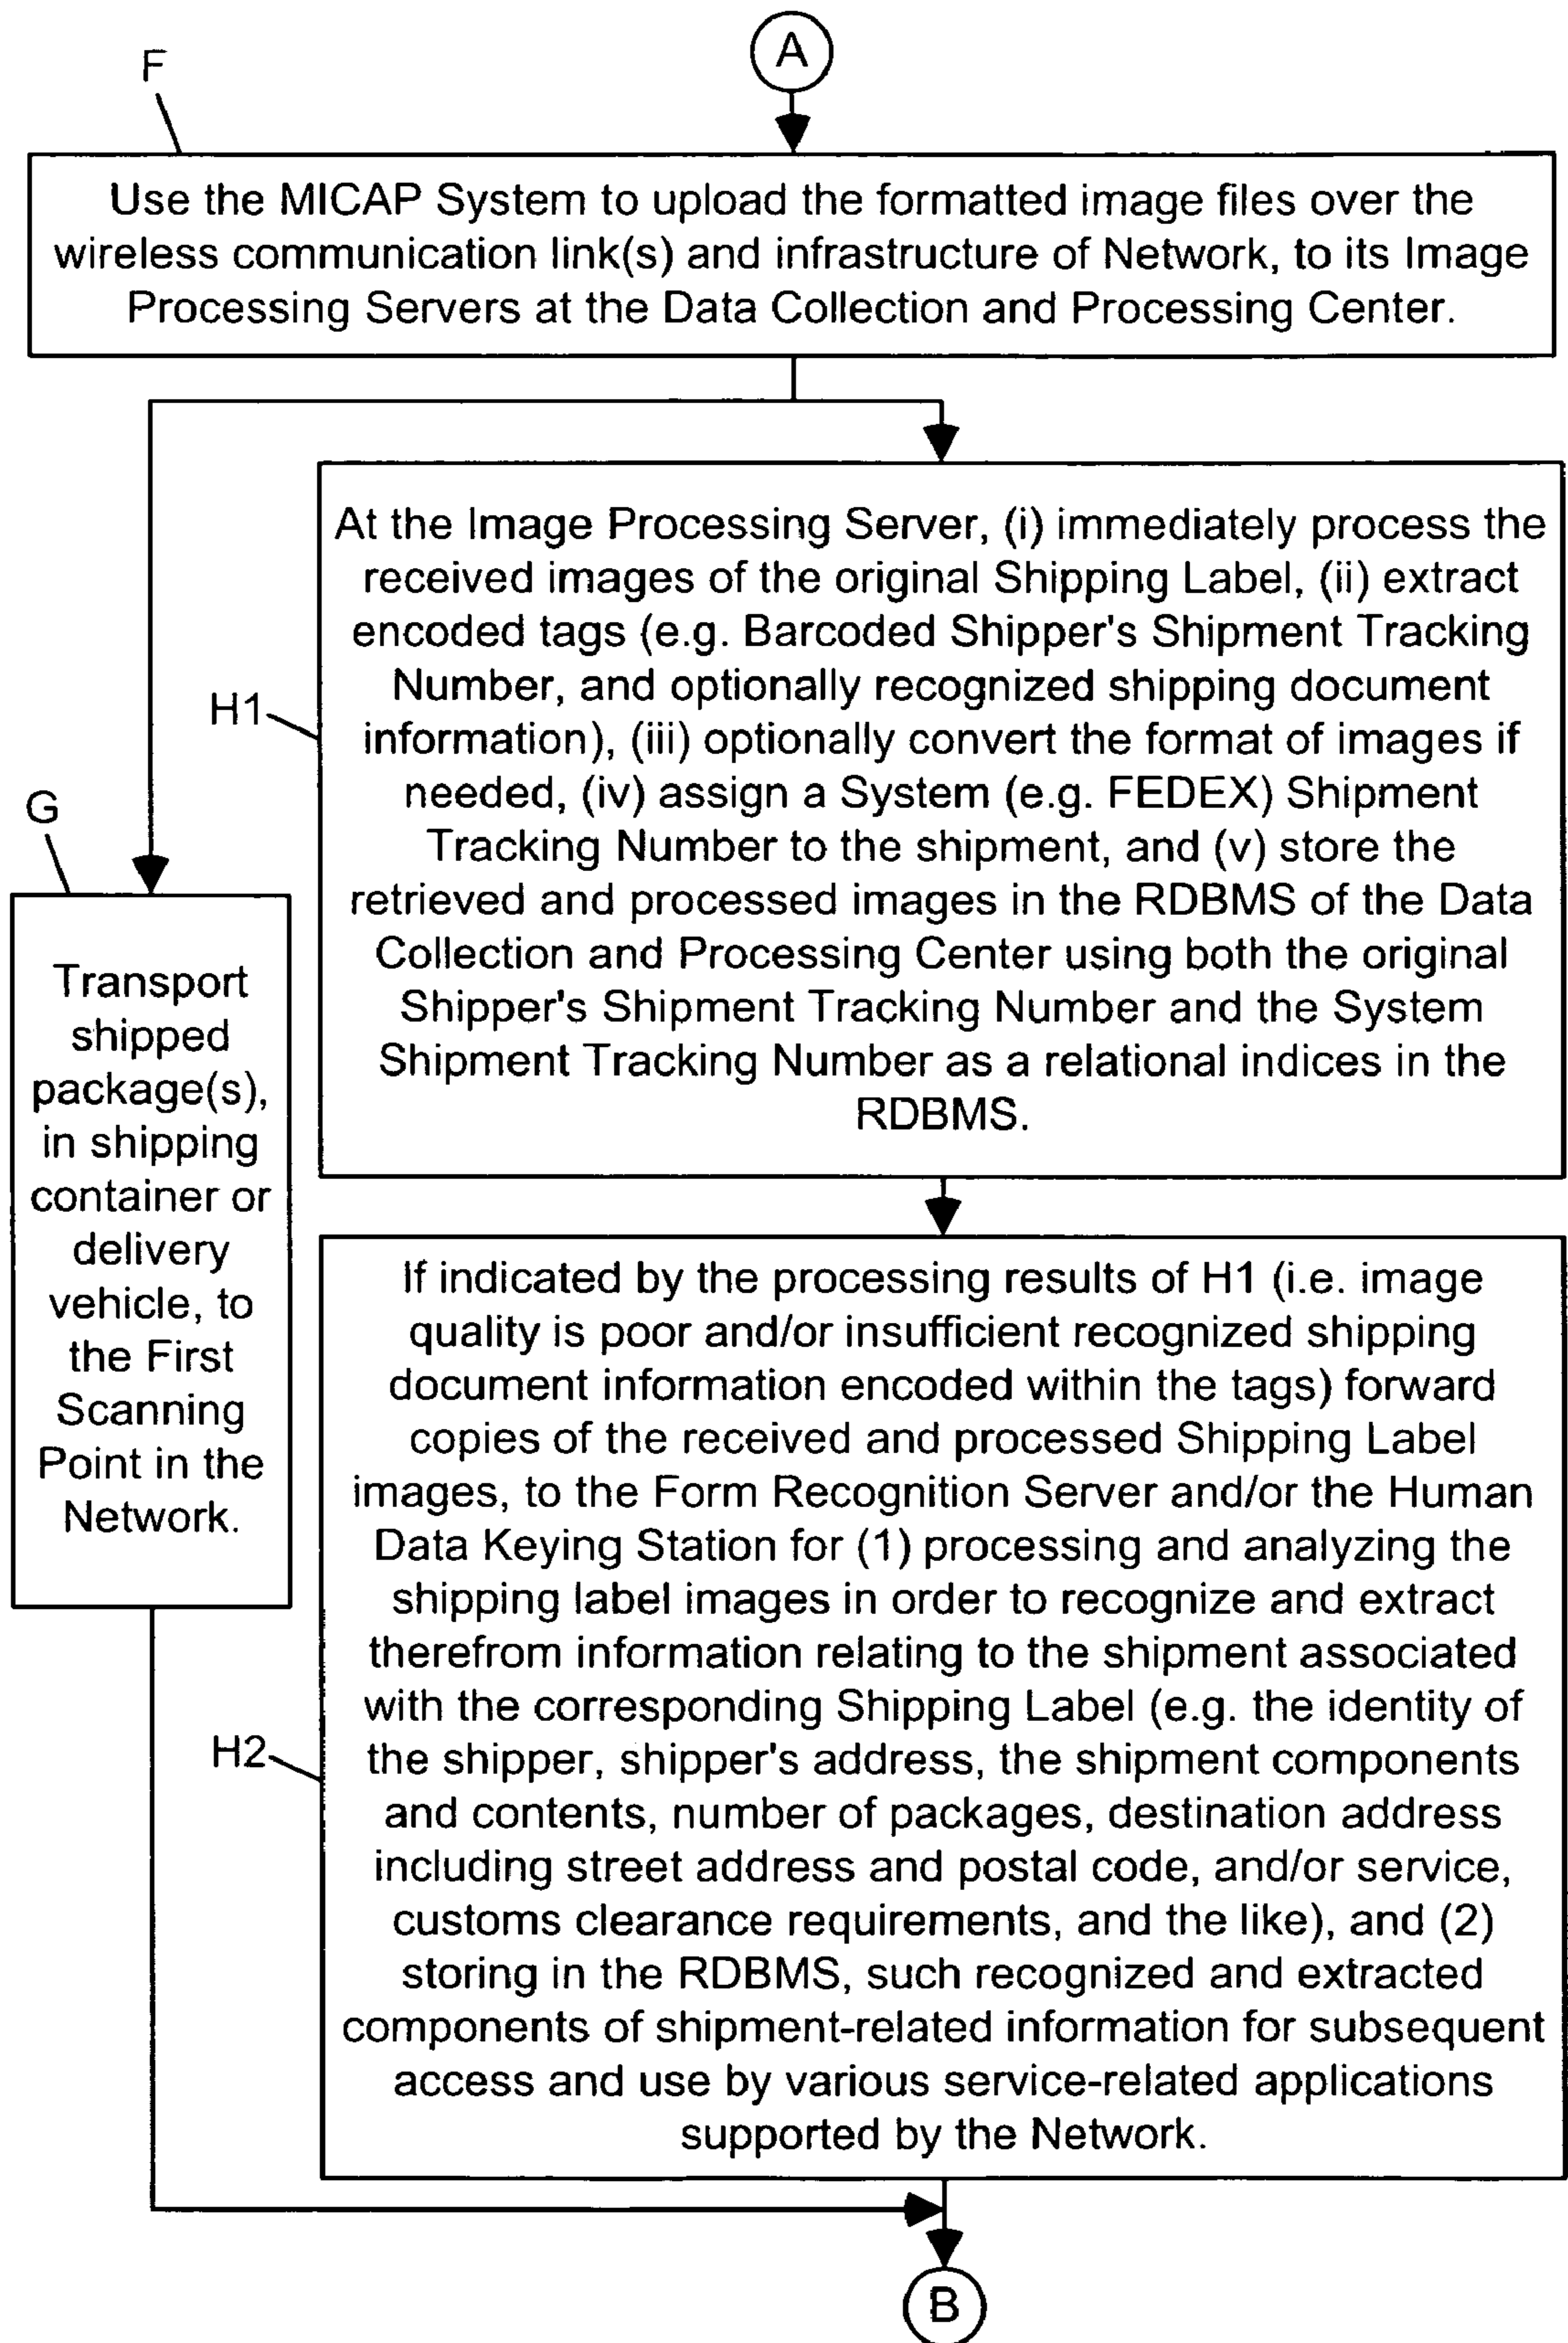 A
F
Use the MICAP System to upload the formatted image files over the
wireless communication link(s) and infrastructure of Network, to its Image
Processing Servers at the Data Collection and Processing Center.
At the Image Processing Server, (i) immediately process the
received images of the original Shipping Label, (ii) extract
encoded tags (e.g. Barcoded Shipper's Shipment Tracking
Number, and optionally recognized shipping document
information), (iii) optionally convert the format of images if
needed, (iv) assign a System (e.g. FEDEX) Shipment
Tracking Number to the shipment, and (v) store the
retrieved and processed images in the RDBMS of the Data
Collection and Processing Center using both the original
Shipper's Shipment Tracking Number and the System
Shipment Tracking Number as a relational indices in the
RDBMS.
H1
G
Transport
shipped
package(s),
in shipping
container or
delivery
vehicle, to
the First
Scanning
Point in the
Network.
If indicated by the processing results of H1 (i.e. image
quality is poor and/or insufficient recognized shipping
document information encoded within the tags) forward
copies of the received and processed Shipping Label
images, to the Form Recognition Server and/or the Human
Data Keying Station for (1) processing and analyzing the
shipping label images in order to recognize and extract
therefrom information relating to the shipment associated
with the corresponding Shipping Label (e.g. the identity of
the shipper, shipper's address, the shipment components
and contents, number of packages, destination address
including street address and postal code, and/or service,
customs clearance requirements, and the like), and (2)
storing in the RDBMS, such recognized and extracted
components of shipment-related information for subsequent
access and use by various service-related applications
supported by the Network.
H2
B